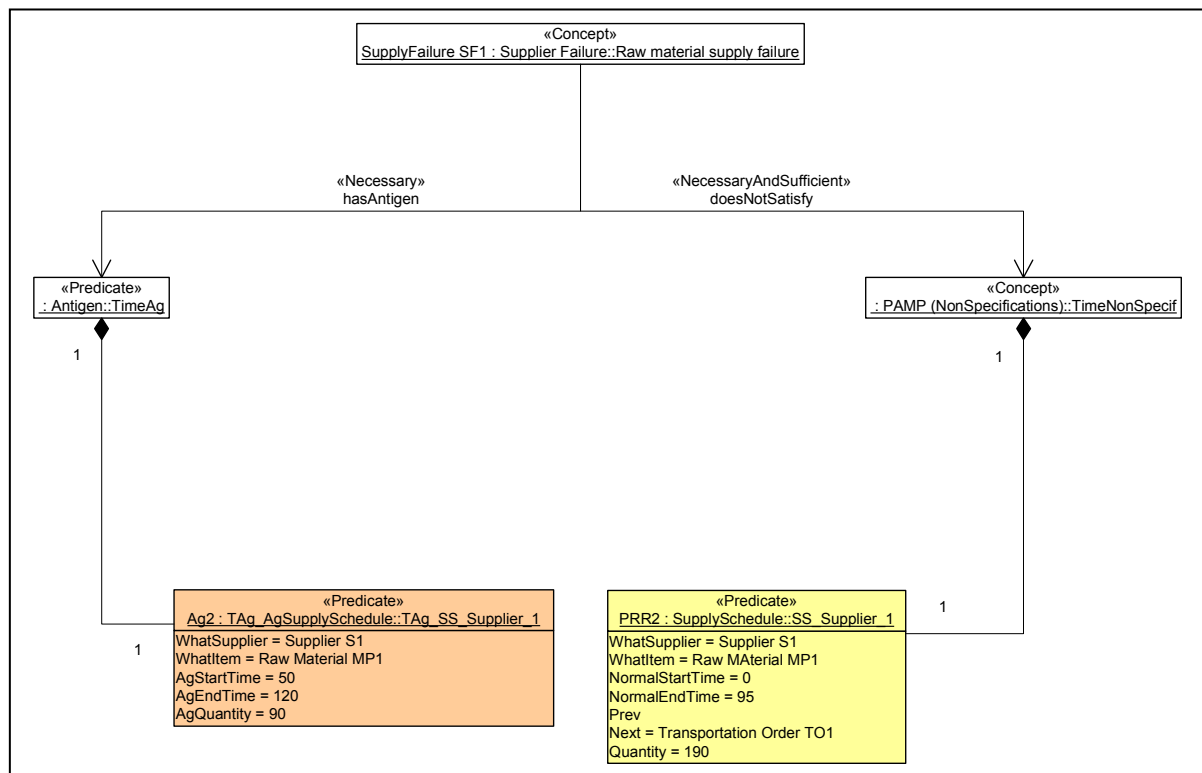 «Concept»
SupplyFailure SF1 : Supplier Failure::Raw material supply failure
«Necessary»
hasAntigen
«NecessaryAndSufficient»
doesNotSatisfy
«Predicate»
: Antigen::TimeAg
«Concept»
: PAMP (NonSpecifications)::TimeNonSpecif
1
1
«Predicate»
Ag2 : TAg_AgSupplySchedule::TAg_SS_Supplier_1
WhatSupplier = Supplier S1
WhatItem = Raw Material MP1
AgStartTime = 50
AgEndTime = 120
AgQuantity = 90
1
«Predicate»
PRR2 : SupplySchedule::SS_Supplier_1
WhatSupplier = Supplier S1
WhatItem = Raw MAterial MP1
NormalStartTime = 0
NormalEndTime = 95
Prev
Next = Transportation Order TO1
Quantity = 190
1